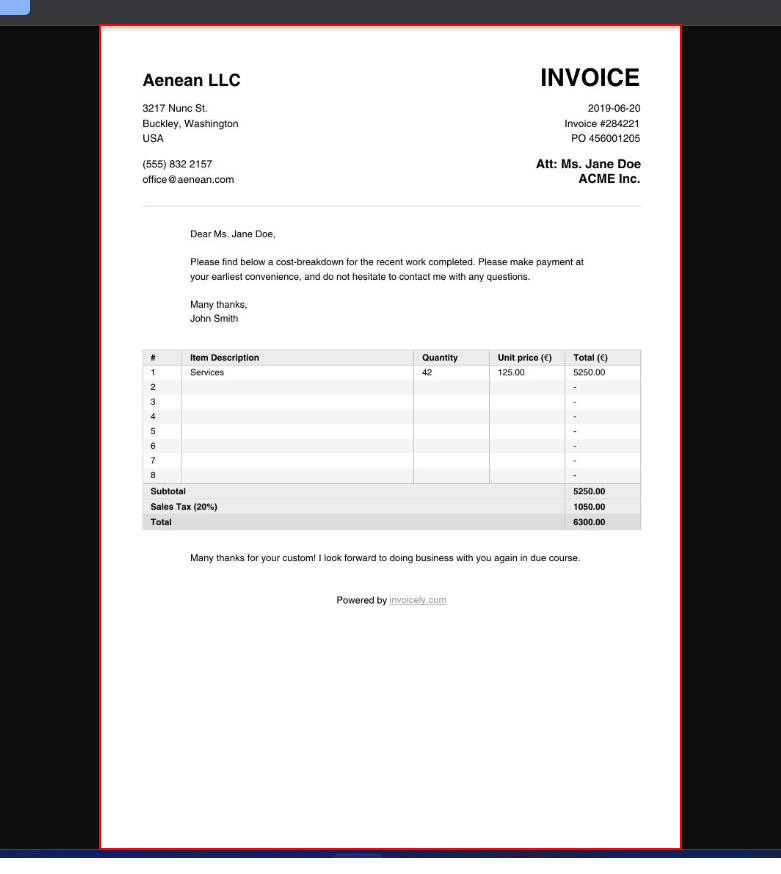 Aenean LLC
INVOICE
3217 Nunc St.
Buckley, Washington
USA
2019-06-20
Invoice #284221
PO 456001205
(555) 832 2157
office@aenean.com
Att: Ms. Jane Doe
ACME Inc.
Dear Ms. Jane Doe,
Please find below a cost-breakdown for the recent work completed. Please make payment at
your earliest convenience, and do not hesitate to contact me with any questions.
Many thanks,
John Smith
# Item Description Quantity Unit price (€) Total (€)
1 Services 42 125.00 5250.00
2 -
3 -
4 -
5 -
6 -
7 -
8 -
Subtotal 5250.00
Sales Tax (20%) 1050.00
Total 6300.00
Many thanks for your custom! I look forward to doing business with you again in due course.
Powered by invoicely.com